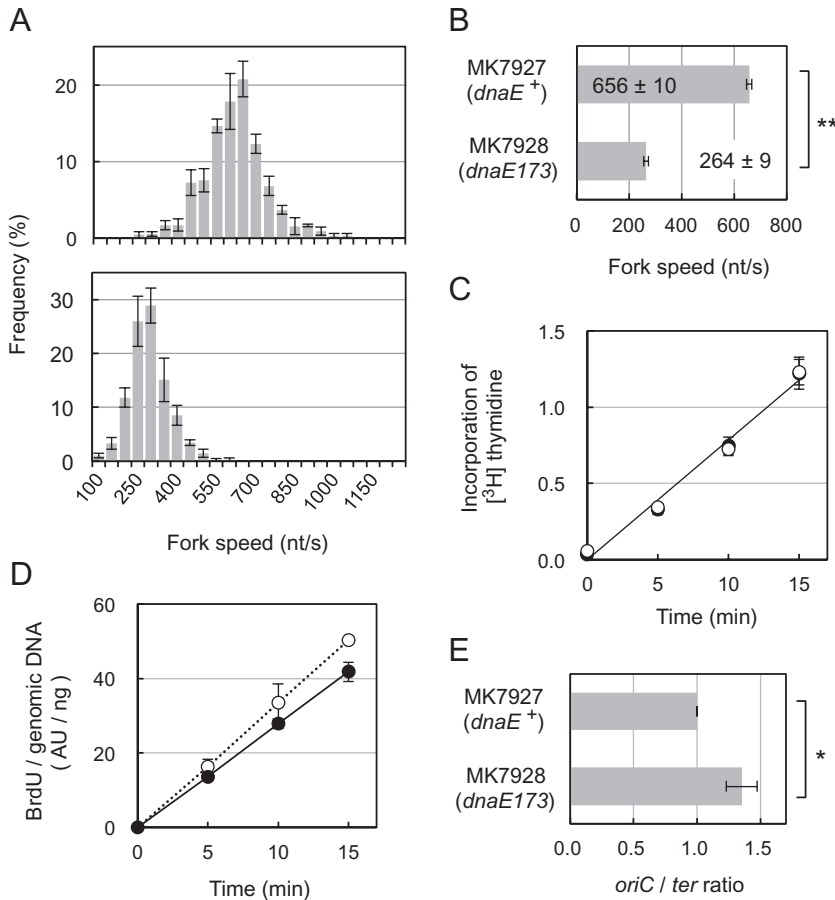 A
Frequency (%)
20
10
0
30
20
10
0
100
250
400
550
700
850
1000
1150
Fork speed (nt/s)
B
MK7927
(dnaE +)
656 ± 10
MK7928
(dnaE173)
264 ± 9
**
0
200
400
600
800
Fork speed (nt/s)
C
Incorporation of
[3H] thymidine
1.5
1.0
0.5
0.0
0
5
10
15
Time (min)
D
BrdU / genomic DNA
( AU / ng )
60
40
20
0
0
5
10
15
Time (min)
E
MK7927
(dnaE +)
MK7928
(dnaE173)
*
0.0
0.5
1.0
1.5
oriC / ter ratio